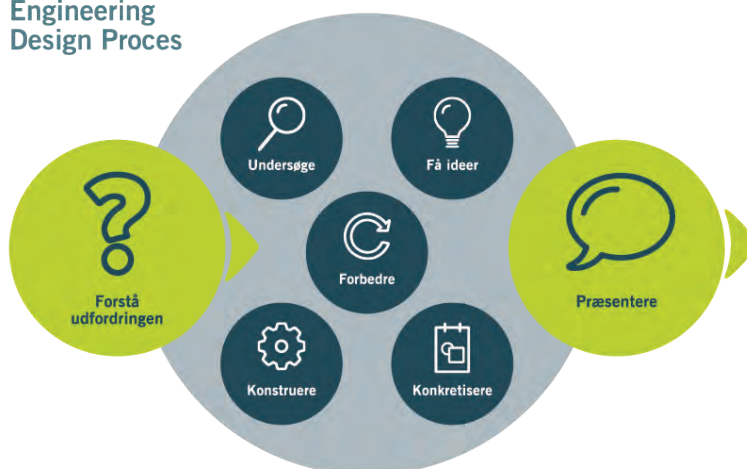 Engineering
Design Proces
Undersøge
Få ideer
Forstå
udfordringen
Forbedre
Præsentere
Konstruere
Konkretisere